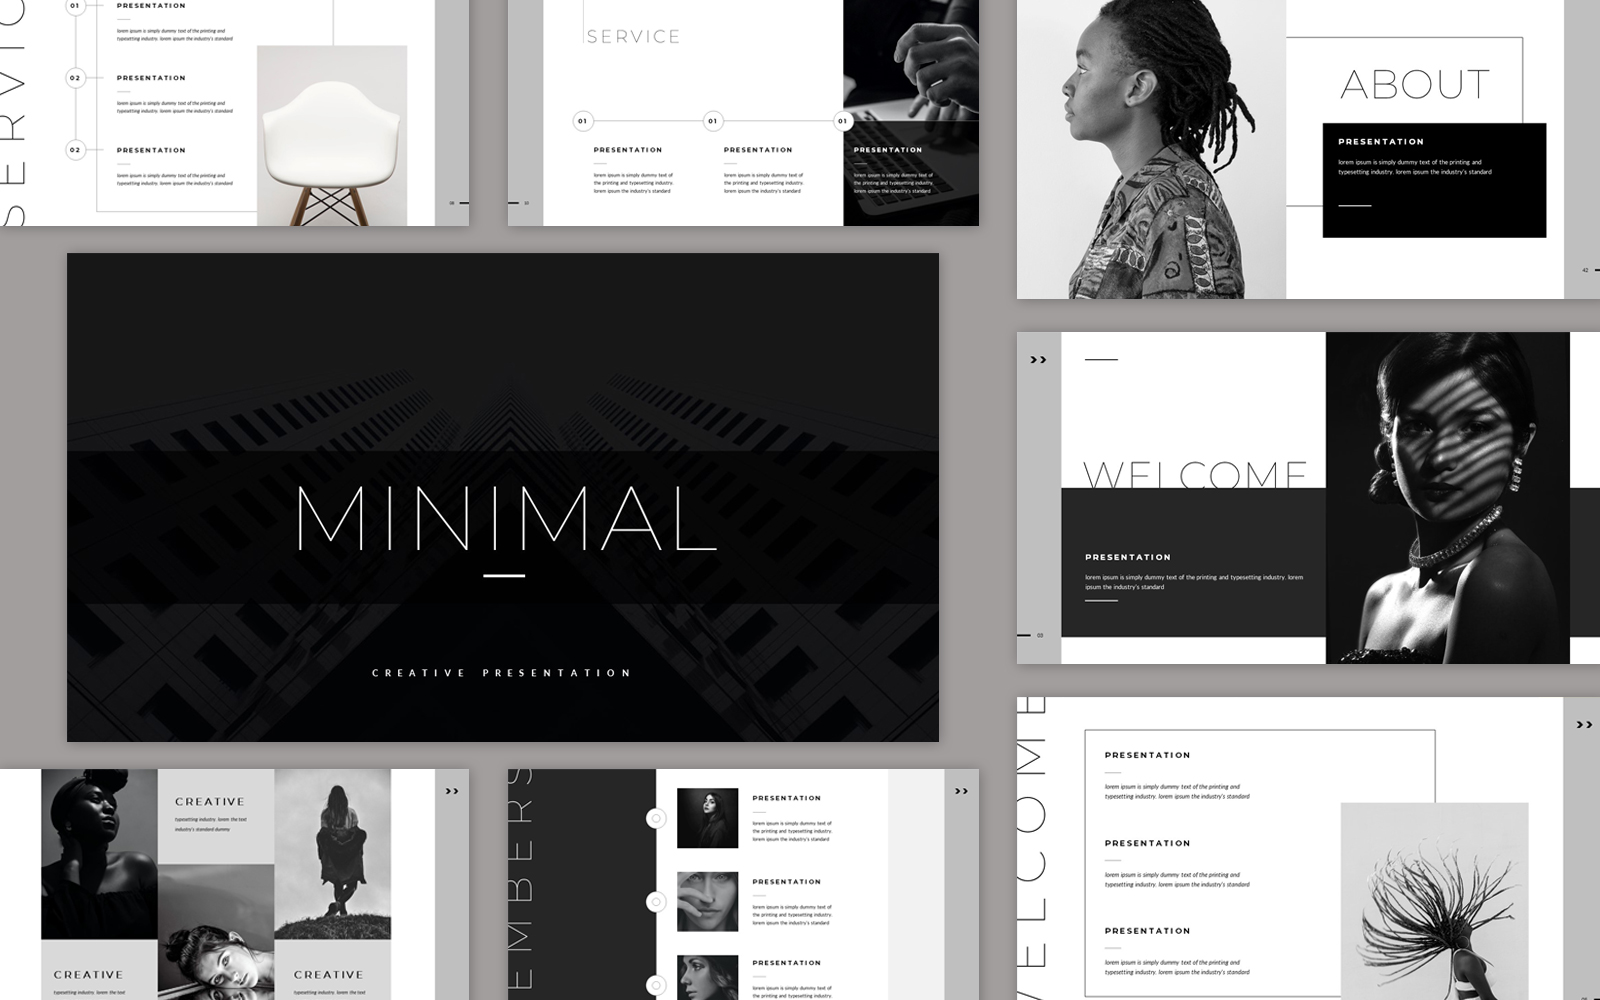 SERVIC
01
PRESENTATION
lorem ipsum is simply dummy text of the printing and
typesetting industry. lorem ipsum the industry's standard
02
PRESENTATION
lorem ipsum is simply dummy text of the printing and
typesetting industry. lorem ipsum the industry's standard
02
PRESENTATION
lorem ipsum is simply dummy text of the printing and
typesetting industry. lorem ipsum the industry's standard
SERVICE
01
01
01
PRESENTATION
lorem ipsum is simply dummy text of
the printing and typesetting industry.
lorem ipsum the industry's standard
PRESENTATION
lorem ipsum is simply dummy text of
the printing and typesetting industry.
lorem ipsum the industry's standard
PRESENTATION
lorem ipsum is simply dummy text of
the printing and typesetting industry.
lorem ipsum the industry's standard
ABOUT
PRESENTATION
lorem ipsum is simply dummy text of the printing and
typesetting industry. lorem ipsum the industry's standard
42
MINIMAL
CREATIVE PRESENTATION
WELCOME
PRESENTATION
lorem ipsum is simply dummy text of the printing and typesetting industry. lorem
ipsum the industry's standard
03
CREATIVE
typesetting industry. lorem the text
industry's standard dummy
CREATIVE
typesetting industry. lorem the text
CREATIVE
typesetting industry. lorem the text
EMBERS
PRESENTATION
lorem ipsum is simply dummy text of
the printing and typesetting industry.
lorem ipsum the industry's standard
PRESENTATION
lorem ipsum is simply dummy text of
the printing and typesetting industry.
lorem ipsum the industry's standard
PRESENTATION
lorem ipsum is simply dummy text of
the printing and typesetting industry.
lorem ipsum the industry's standard
WELCOME
PRESENTATION
lorem ipsum is simply dummy text of the printing and
typesetting industry. lorem ipsum the industry's standard
PRESENTATION
lorem ipsum is simply dummy text of the printing and
typesetting industry. lorem ipsum the industry's standard
PRESENTATION
lorem ipsum is simply dummy text of the printing and
typesetting industry. lorem ipsum the industry's standard